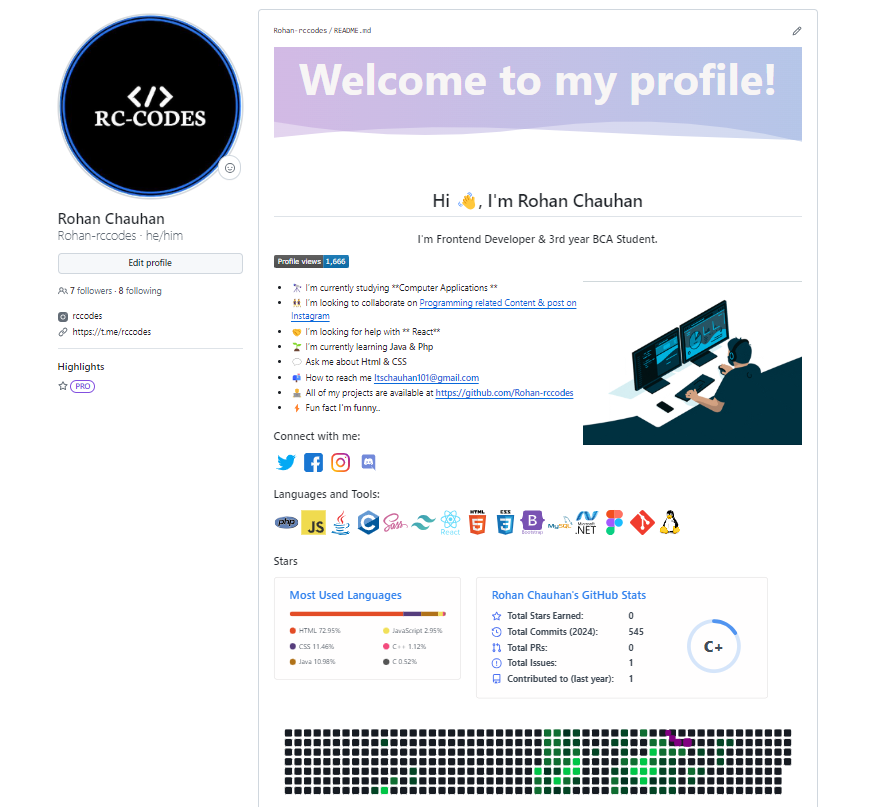 </>
RC-CODES
Rohan Chauhan
Rohan-rccodes · he/him
Edit profile
7 followers · 8 following
rccodes
https://t.me/rccodes
Highlights
PRO
Rohan-rccodes / README.md
Welcome to my profile!
Hi 👋, I'm Rohan Chauhan
I'm Frontend Developer & 3rd year BCA Student.
Profile views 1,666
I'm currently studying **Computer Applications **
I'm looking to collaborate on Programming related Content & post on
Instagram
I'm looking for help with ** React**
I'm currently learning Java & Php
Ask me about Html & CSS
How to reach me Itschauhan101@gmail.com
All of my projects are available at https://github.com/Rohan-rccodes
Fun fact I'm funny..
Connect with me:
Languages and Tools:
php JS Java C Sass React HTML 5 CSS 3 B Bootstrap MySQL Microsoft .NET
Stars
Most Used Languages
HTML 72.95%
JavaScript 2.95%
CSS 11.46%
C++ 1.12%
Java 10.98%
C 0.52%
Rohan Chauhan's GitHub Stats
Total Stars Earned: 0
Total Commits (2024): 545
Total PRs: 0
Total Issues: 1
Contributed to (last year): 1
C+